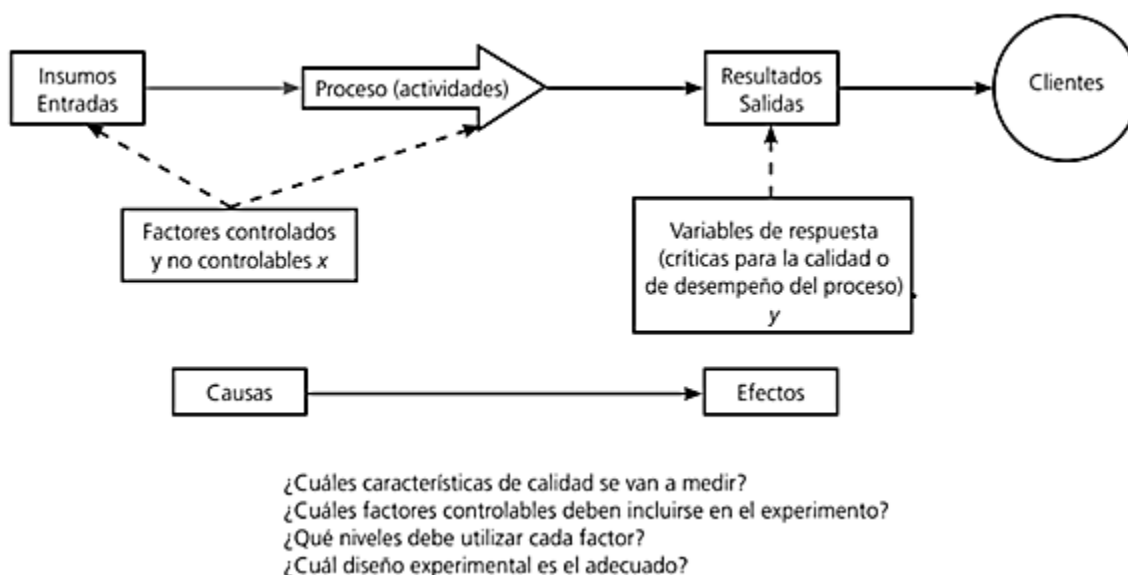 Insumos
Entradas
Proceso (actividades)
Resultados
Salidas
Clientes
Factores controlados
y no controlables x
Variables de respuesta
(críticas para la calidad o
de desempeño del proceso)
y
Causas
Efectos
¿Cuáles características de calidad se van a medir?
¿Cuáles factores controlables deben incluirse en el experimento?
¿Qué niveles debe utilizar cada factor?
¿Cuál diseño experimental es el adecuado?